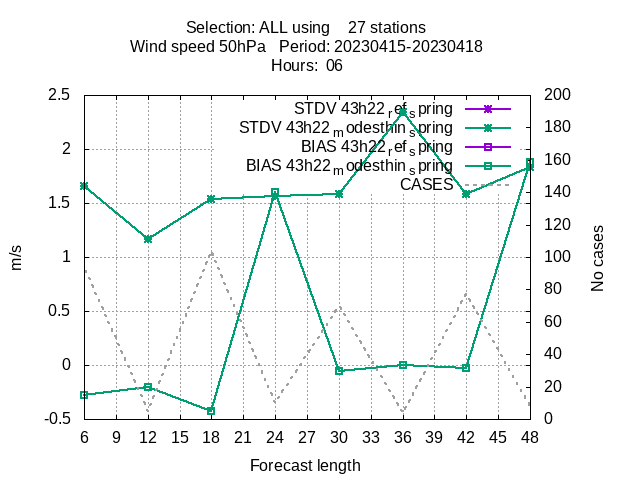 Selection: ALL using    27 stations
Wind speed 50hPa   Period: 20230415-20230418
Hours:  06
2.5
2
1.5
1
0.5
0
-0.5
200
180
160
140
120
100
80
60
40
20
0
STDV 43h22_ref_spring
STDV 43h22_modesthin_spring
BIAS 43h22_ref_spring
BIAS 43h22_modesthin_spring
CASES
m/s
No cases
6 9 12 15 18 21 24 27 30 33 36 39 42 45 48
Forecast length